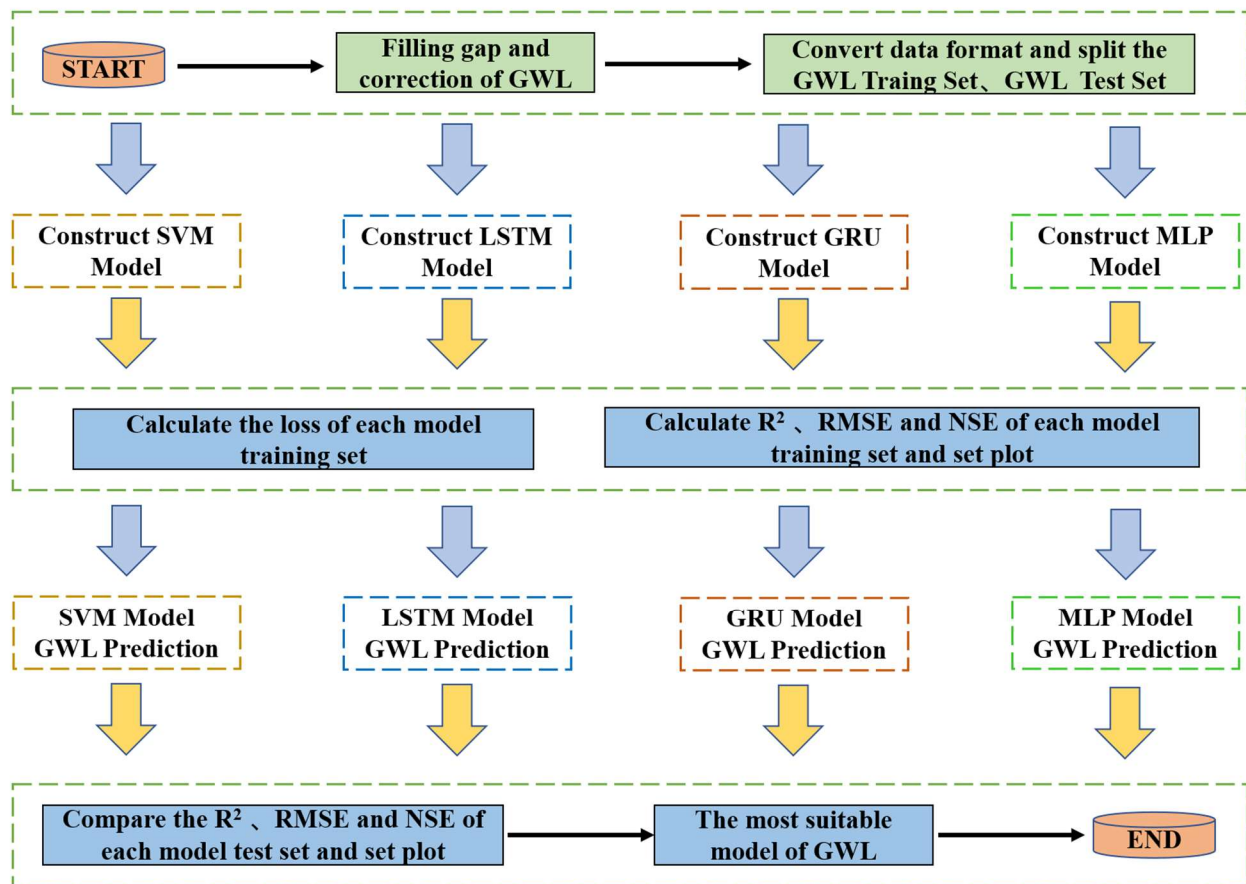 START
Filling gap and
correction of GWL
Convert data format and split the
GWL Traing Set、GWL Test Set
Construct SVM
Model
Construct LSTM
Model
Construct GRU
Model
Construct MLP
Model
Calculate the loss of each model
training set
Calculate R² 、RMSE and NSE of each model
training set and set plot
SVM Model
GWL Prediction
LSTM Model
GWL Prediction
GRU Model
GWL Prediction
MLP Model
GWL Prediction
Compare the R² 、RMSE and NSE of
each model test set and set plot
The most suitable
model of GWL
END